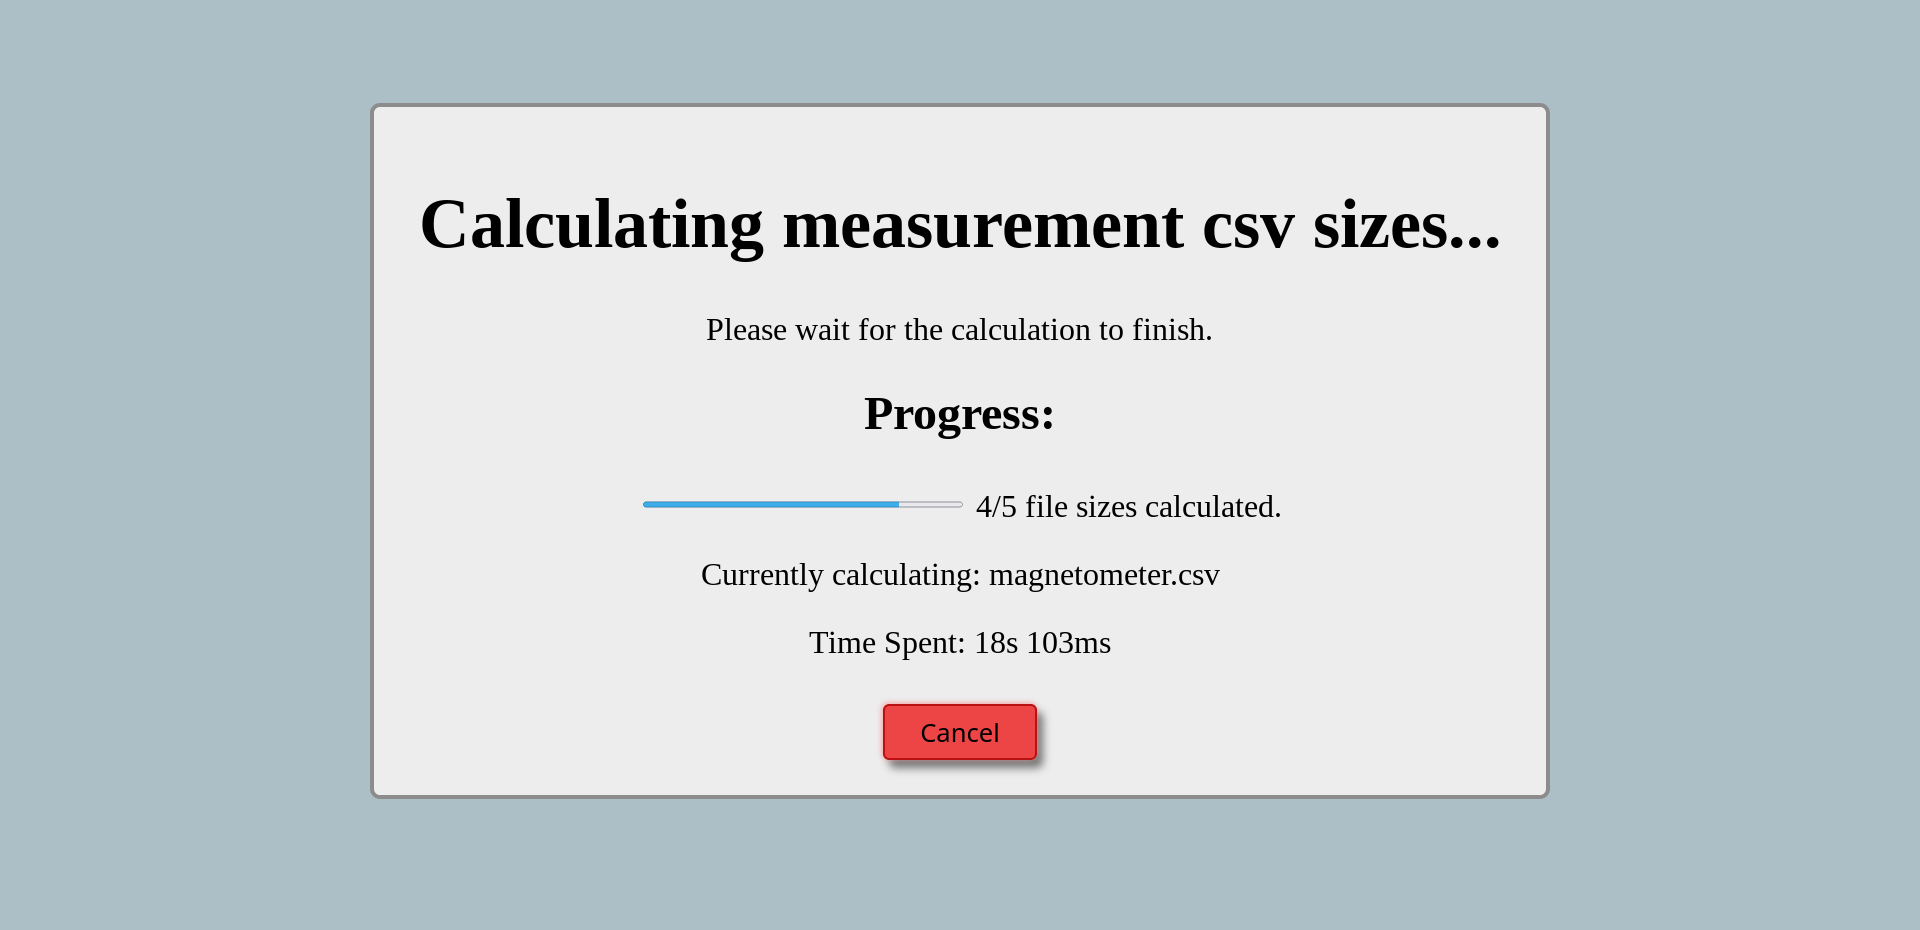 Calculating measurement csv sizes...
Please wait for the calculation to finish.
Progress:
4/5 file sizes calculated.
Currently calculating: magnetometer.csv
Time Spent: 18s 103ms
Cancel